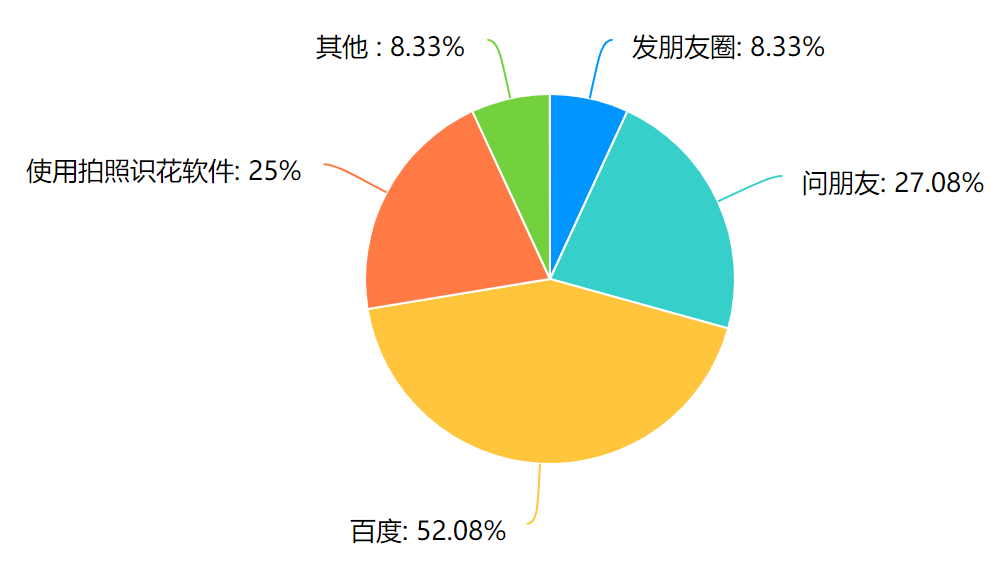 其他 : 8.33%
发朋友圈: 8.33%
使用拍照识花软件: 25%
问朋友: 27.08%
百度: 52.08%